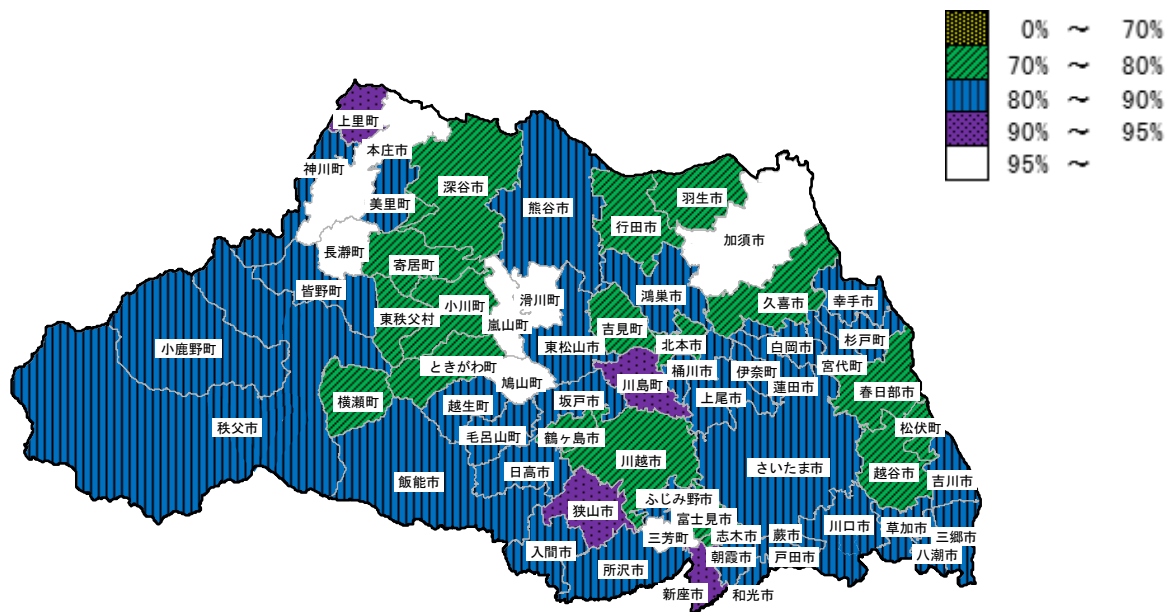 0% ～ 70%
70% ～ 80%
80% ～ 90%
90% ～ 95%
95% ～
上里町
本庄市
神川町
深谷市
美里町
熊谷市
羽生市
行田市
加須市
長瀞町
寄居町
皆野町
小川町
滑川町
鴻巣市
久喜市
幸手市
東秩父村
嵐山町
吉見町
北本市
白岡市
杉戸町
小鹿野町
東松山市
ときがわ町
桶川市
伊奈町
宮代町
鳩山町
川島町
蓮田市
春日部市
横瀬町
越生町
坂戸市
上尾市
秩父市
毛呂山町
鶴ヶ島市
松伏町
川越市
さいたま市
日高市
越谷市
飯能市
吉川市
ふじみ野市
狭山市
富士見市
川口市
草加市
三芳町
志木市
蕨市
三郷市
入間市
朝霞市
戸田市
八潮市
所沢市
新座市
和光市